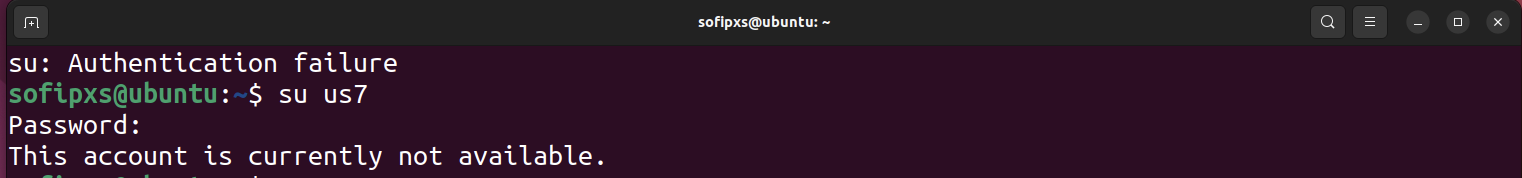 sofipxs@ubuntu: ~
su: Authentication failure
sofipxs@ubuntu:~$ su us7
Password:
This account is currently not available.